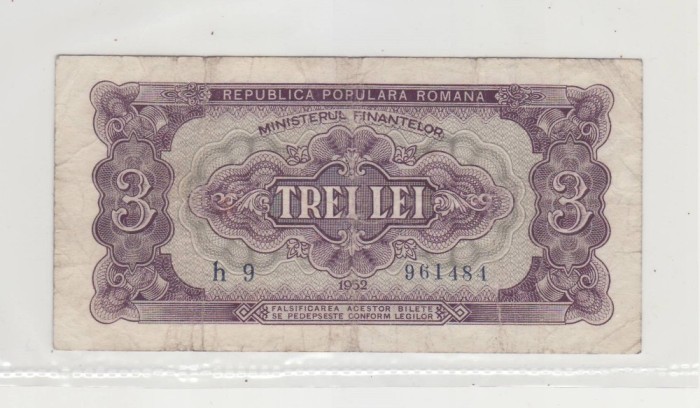 REPUBLICA POPULARA ROMANA
MINISTERUL FINANTELOR
3 TREI LEI 3
h 9 961484
1952
FALSIFICAREA ACESTOR BILETE
SE PEDEPSESTE CONFORM LEGILOR